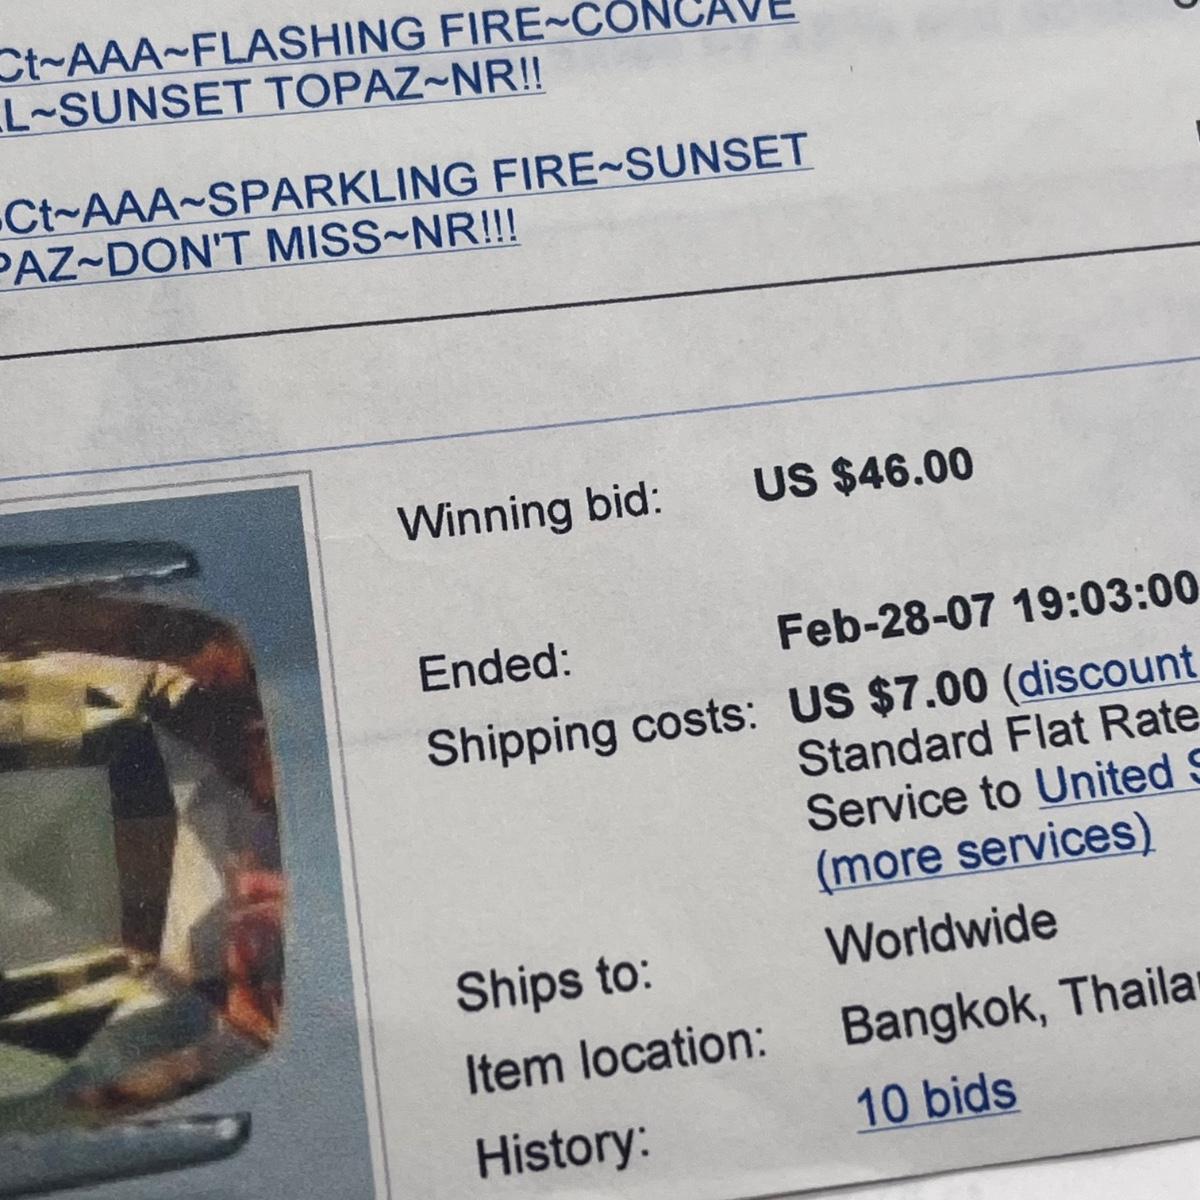 Ct~AAA~FLASHING FIRE~CONCAVE
L~SUNSET TOPAZ~NR!!
Ct~AAA~SPARKLING FIRE~SUNSET
PAZ~DON'T MISS~NR!!!
Winning bid: US $46.00
Ended: Feb-28-07 19:03:00
Shipping costs: US $7.00 (discount
Standard Flat Rate
Service to United S
(more services)
Ships to: Worldwide
Item location: Bangkok, Thaila
History: 10 bids